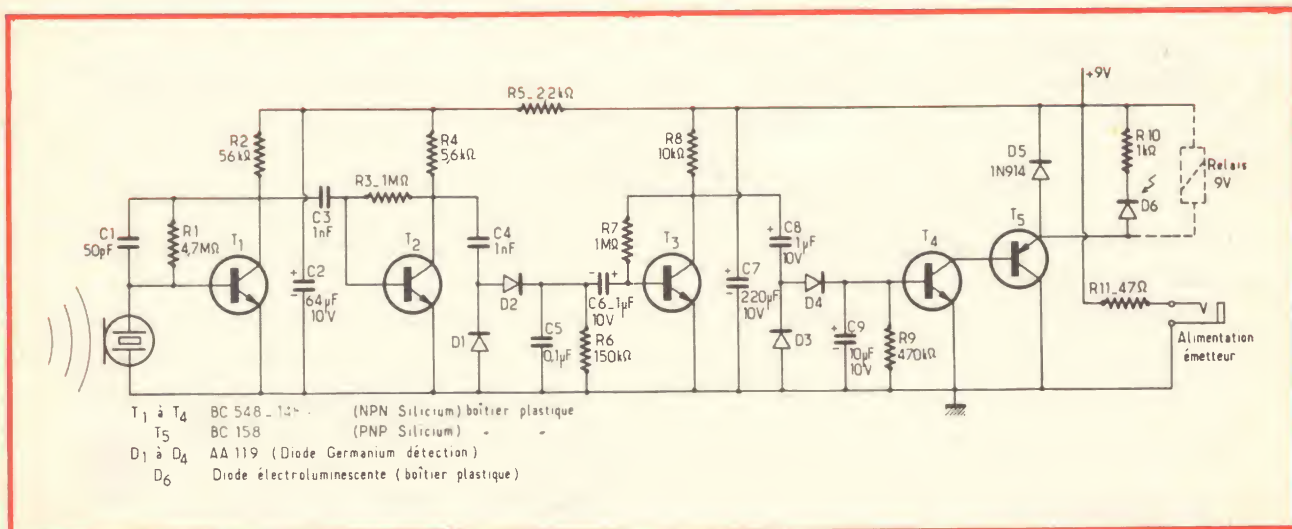 +9V
R5_22kΩ
R2
56kΩ
R4
5,6kΩ
R8
10kΩ
R10
1kΩ
D5
1N914
Relais
9V
R3_1MΩ
C3
1nF
C1
50pF
R1
4,7MΩ
T1
T2
C4
1nF
R7
1MΩ
T3
C8
1µF
10V
T4
T5
D6
C2
64µF
10V
+
-
D2
C6_1µF
10V
-
+
C7
220µF
10V
+
-
+
D4
R11_47Ω
D1
C5
0,1µF
R6
150kΩ
D3
C9
10µF
10V
+
-
R9
470kΩ
Alimentation
émetteur
T1 à T4 BC 548 (NPN Silicium) boîtier plastique
T5 BC 158 (PNP Silicium) - -
D1 à D4 AA 119 (Diode Germanium détection)
D6 Diode électroluminescente (boîtier plastique)